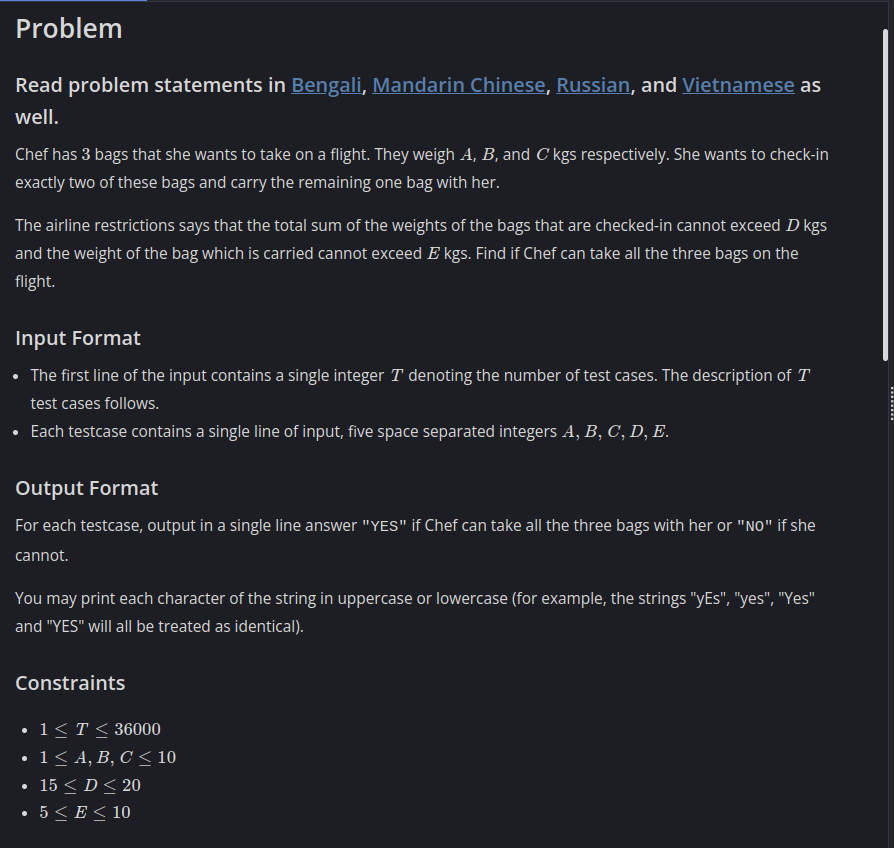 Problem
Read problem statements in Bengali, Mandarin Chinese, Russian, and Vietnamese as
well.
Chef has 3 bags that she wants to take on a flight. They weigh A, B, and C kgs respectively. She wants to check-in
exactly two of these bags and carry the remaining one bag with her.
The airline restrictions says that the total sum of the weights of the bags that are checked-in cannot exceed D kgs
and the weight of the bag which is carried cannot exceed E kgs. Find if Chef can take all the three bags on the
flight.
Input Format
• The first line of the input contains a single integer T denoting the number of test cases. The description of T
test cases follows.
• Each testcase contains a single line of input, five space separated integers A, B, C, D, E.
Output Format
For each testcase, output in a single line answer "YES" if Chef can take all the three bags with her or "NO" if she
cannot.
You may print each character of the string in uppercase or lowercase (for example, the strings "yEs", "yes", "Yes"
and "YES" will all be treated as identical).
Constraints
• 1 ≤ T ≤ 36000
• 1 ≤ A, B, C ≤ 10
• 15 ≤ D ≤ 20
• 5 ≤ E ≤ 10